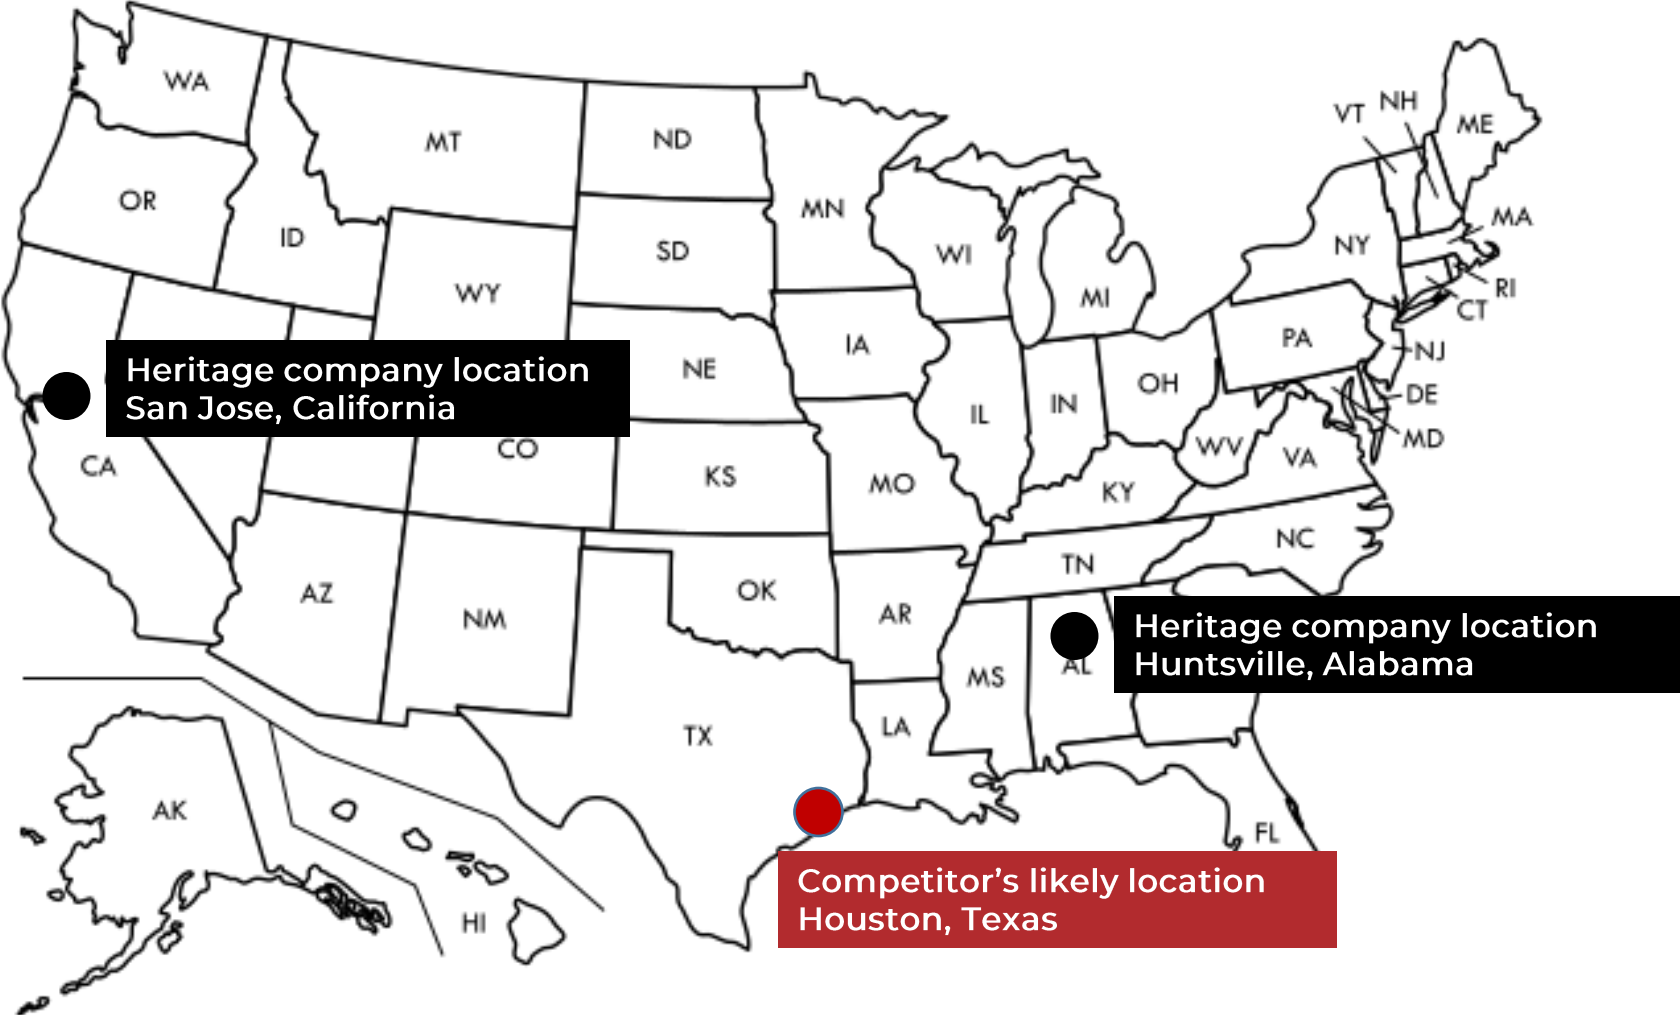 WA
MT
ND
MN
VT
NH
ME
OR
ID
SD
WI
MI
NY
MA
RI
CT
WY
NE
IA
IL
IN
OH
PA
NJ
DE
MD
Heritage company location
San Jose, California
CA
CO
KS
MO
KY
WV
VA
NC
TN
AZ
NM
OK
AR
MS
AL
Heritage company location
Huntsville, Alabama
TX
LA
FL
AK
HI
Competitor’s likely location
Houston, Texas